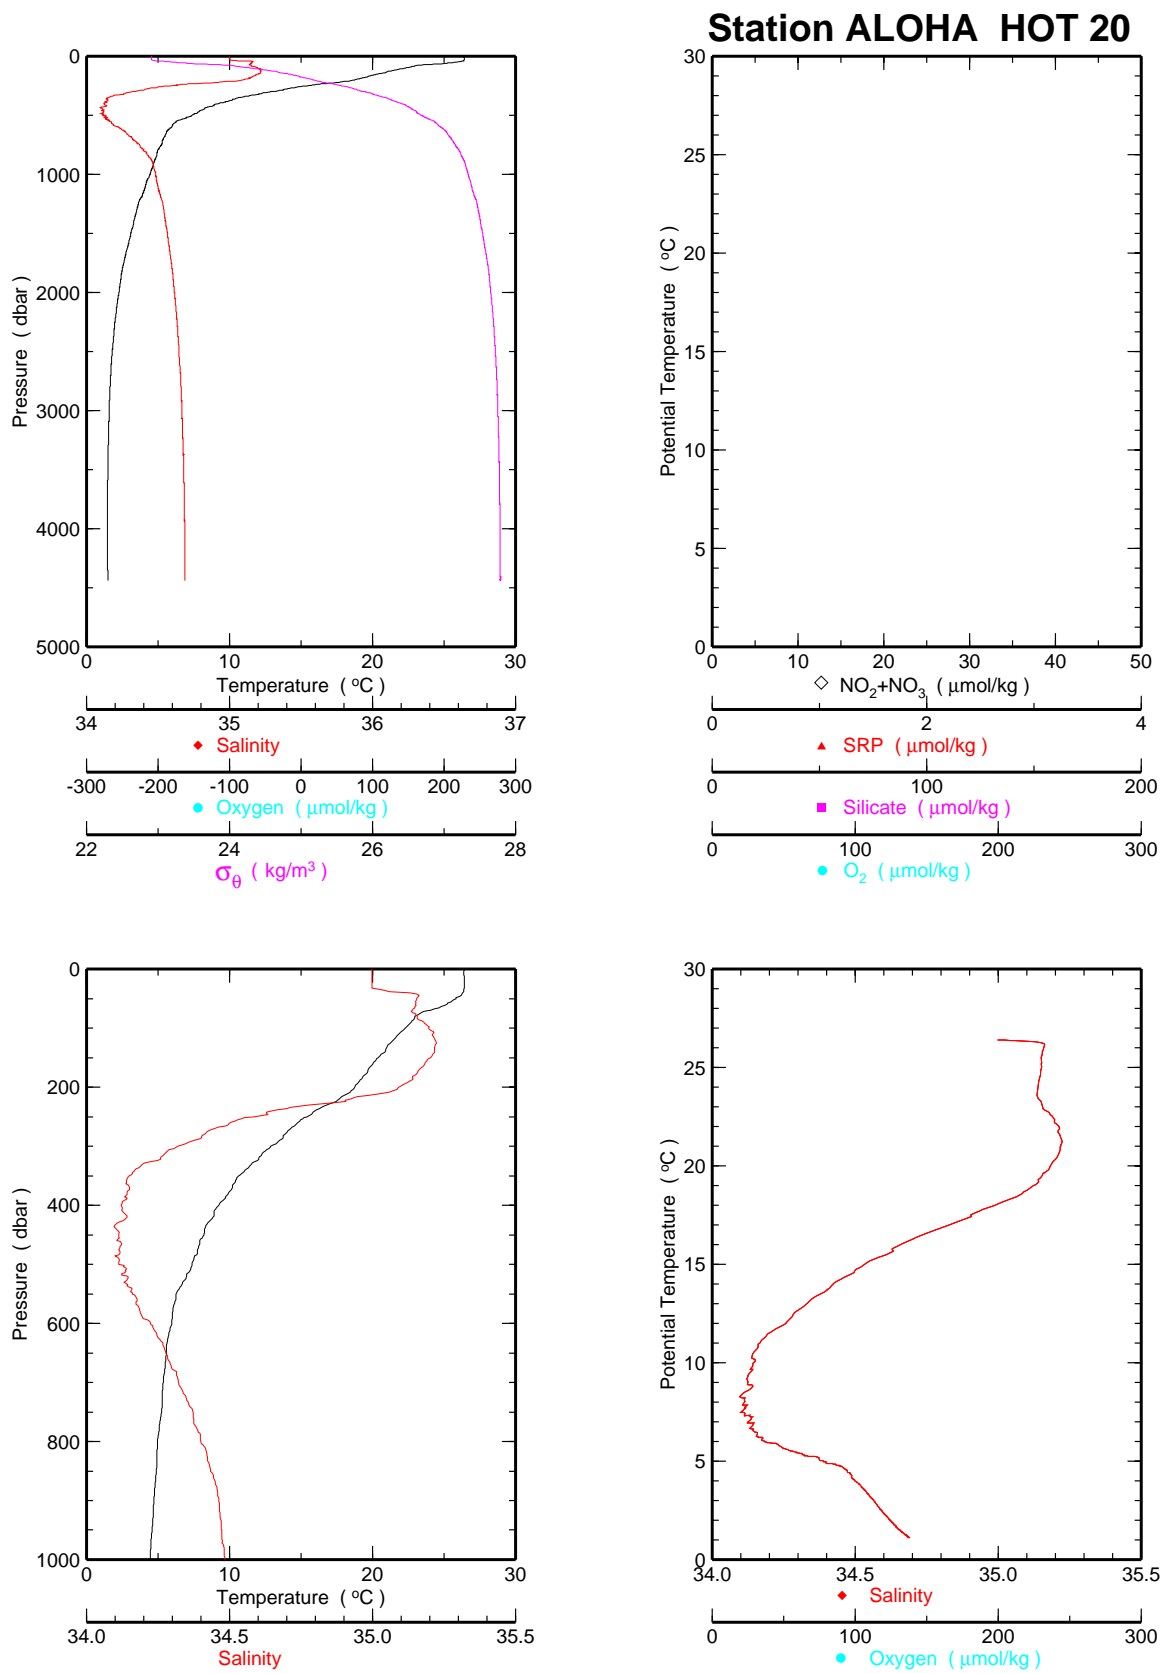 Station ALOHA HOT 20
0
1000
2000
3000
4000
5000
Pressure ( dbar )
0 10 20 30
Temperature ( °C )
34 35 36 37
Salinity
-300 -200 -100 0 100 200 300
Oxygen ( μmol/kg )
22 23 24 25 26 27 28
σθ ( kg/m³ )
30
25
20
15
10
5
0
Potential Temperature ( °C )
0 10 20 30 40 50
NO₂+NO₃ ( μmol/kg )
0 2 4
SRP ( μmol/kg )
0 100 200
Silicate ( μmol/kg )
0 100 200 300
O₂ ( μmol/kg )
0
200
400
600
800
1000
Pressure ( dbar )
0 10 20 30
Temperature ( °C )
34.0 34.5 35.0 35.5
Salinity
30
25
20
15
10
5
0
Potential Temperature ( °C )
34.0 34.5 35.0 35.5
Salinity
0 100 200 300
Oxygen ( μmol/kg )